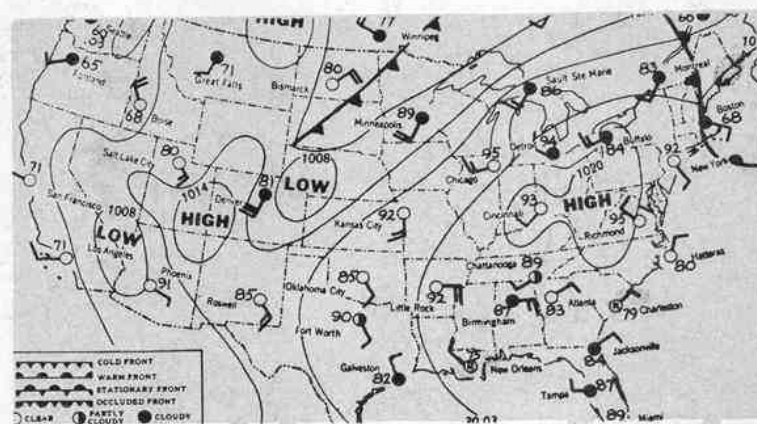 HIGH
77
Winnipeg
66
Seattle
65
Portland
71
Great Falls
Bismarck
80
Montreal
83
Sault Ste Marie
86
10
Boston
68
68
Boise
Minneapolis
89
Detroit
94
84
Buffalo
New York
92
Salt Lake City
80
1008
LOW
Chicago
95
1020
HIGH
71
San Francisco
1014
HIGH
Denver
81
Kansas City
92
Cincinnati
93
Richmond
95
1008
LOW
Los Angeles
71
Hatteras
80
Phoenix
91
Roswell
85
Oklahoma City
85
Little Rock
92
Chattanooga
89
Fort Worth
90
Birmingham
87
83
Atlanta
R
79
Charleston
75
R
New Orleans
Jacksonville
84
Galveston
82
Tampa
87
89
Miami
COLD FRONT
WARM FRONT
STATIONARY FRONT
OCCLUDED FRONT
CLEAR
PARTLY CLOUDY
CLOUDY